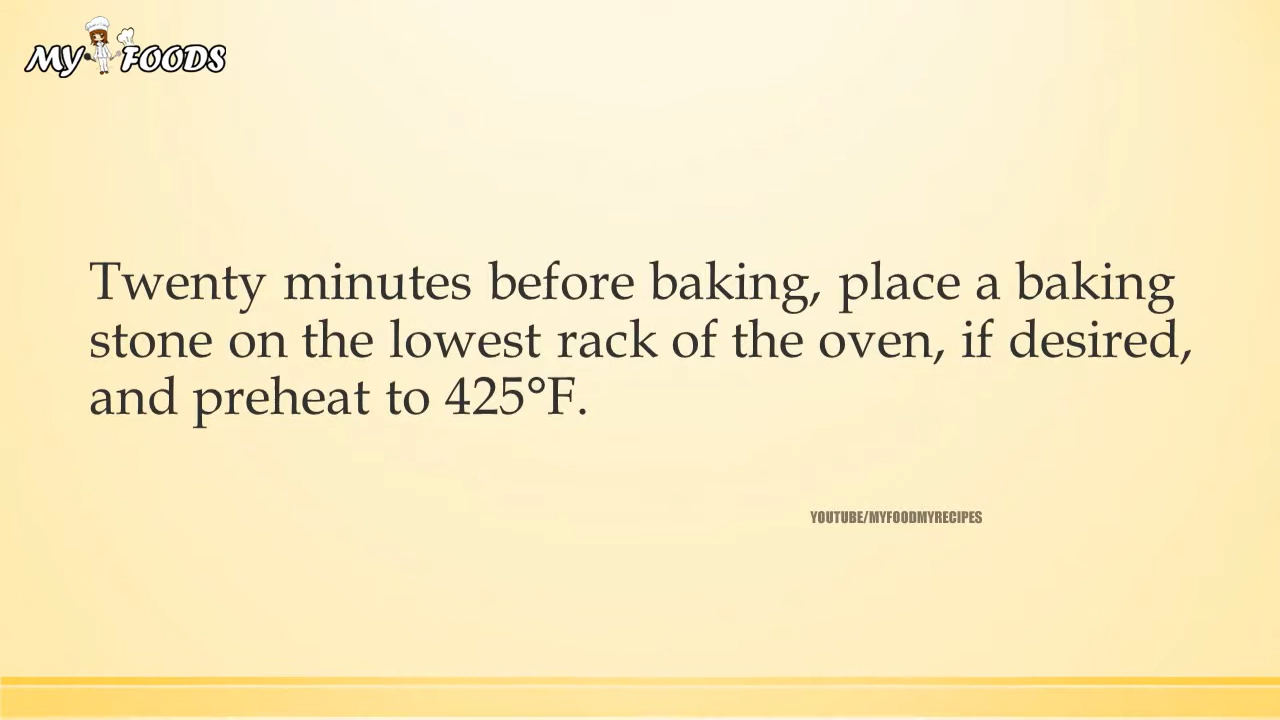 MY FOODS
Twenty minutes before baking, place a baking
stone on the lowest rack of the oven, if desired,
and preheat to 425°F.
YOUTUBE/MYFOODMYRECIPES